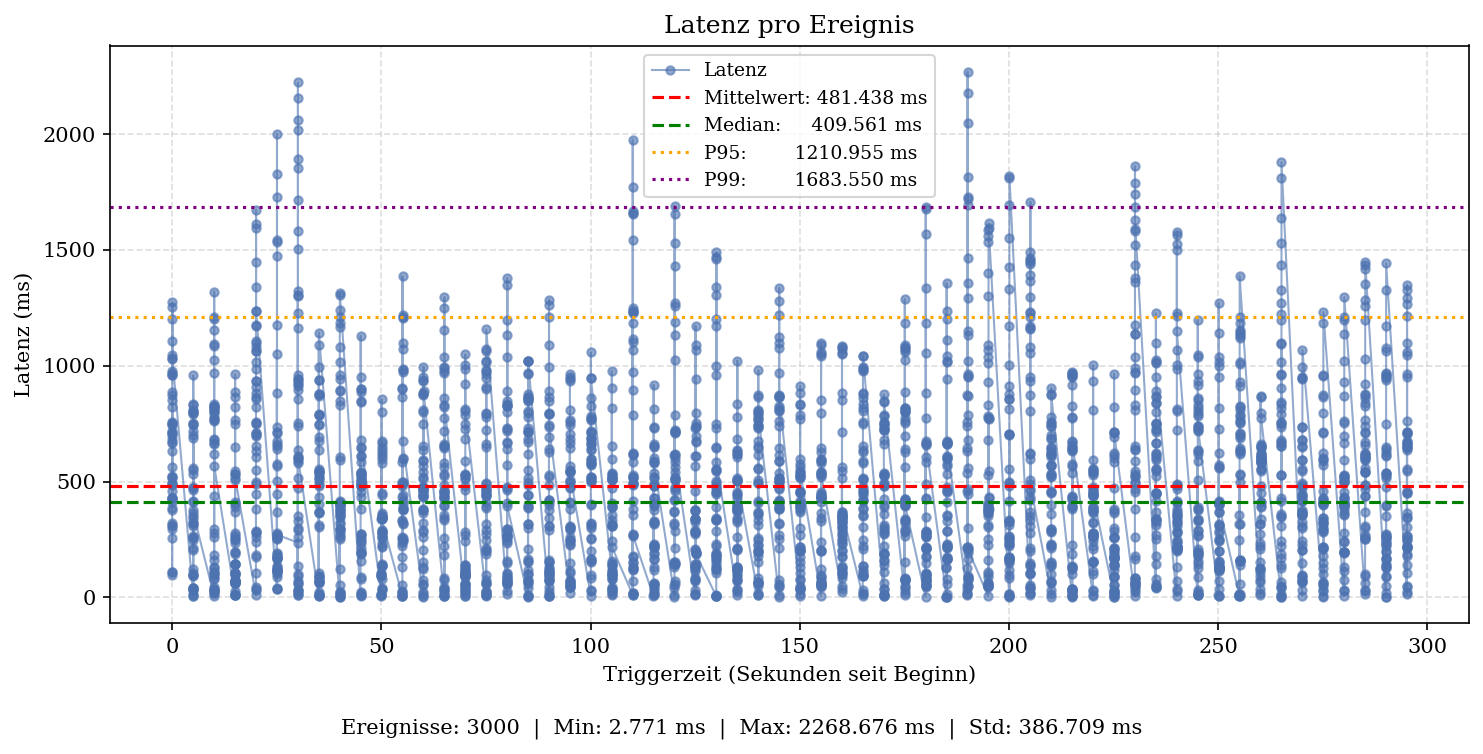 Latenz pro Ereignis
Latenz
Mittelwert: 481.438 ms
Median: 409.561 ms
P95: 1210.955 ms
P99: 1683.550 ms
Latenz (ms)
2000
1500
1000
500
0
0 50 100 150 200 250 300
Triggerzeit (Sekunden seit Beginn)
Ereignisse: 3000 | Min: 2.771 ms | Max: 2268.676 ms | Std: 386.709 ms